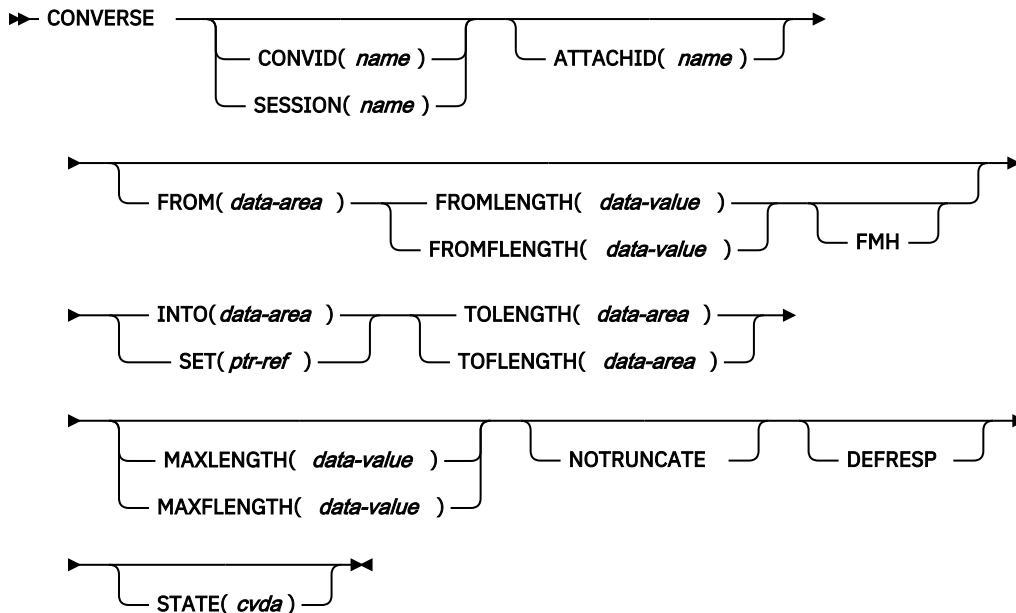 CONVERSE
CONVID( name ) ATTACHID( name )
SESSION( name )
FROM( data-area ) FROMLENGTH( data-value )
FROMFLENGTH( data-value ) FMH
INTO( data-area ) TOLENGTH( data-area )
SET( ptr-ref ) TOFLENGTH( data-area )
MAXLENGTH( data-value ) NOTRUNCATE DEFRESP
MAXFLENGTH( data-value )
STATE( cvda )